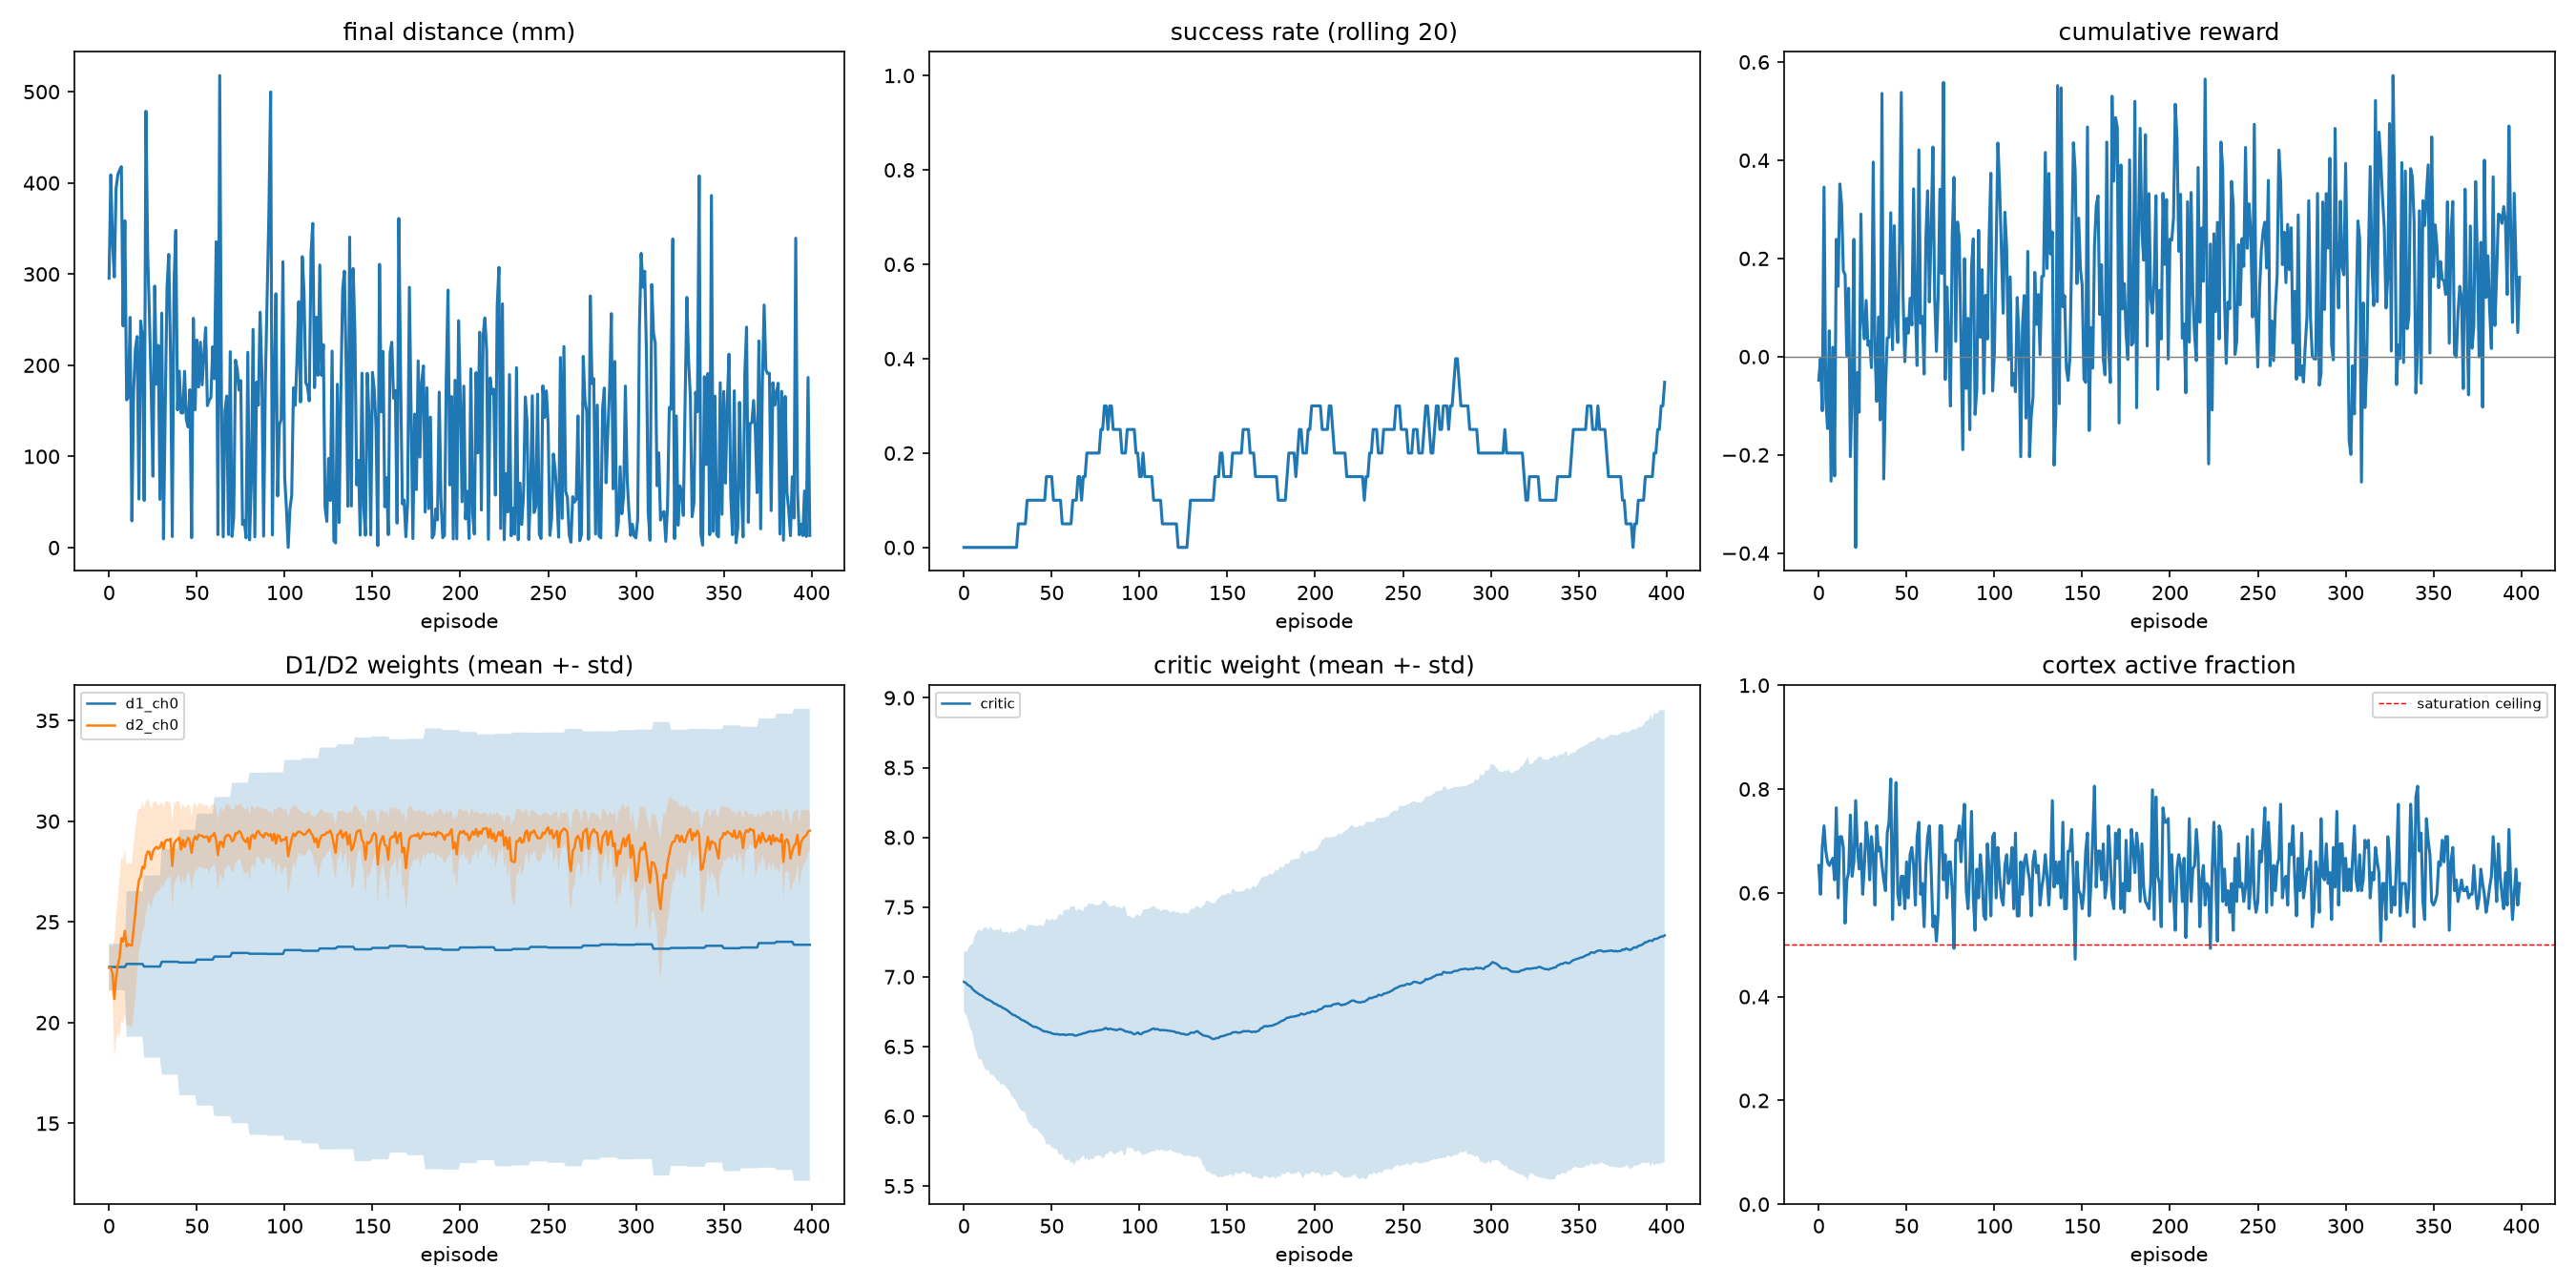 final distance (mm)
500
400
300
200
100
0
0 50 100 150 200 250 300 350 400
episode
success rate (rolling 20)
1.0
0.8
0.6
0.4
0.2
0.0
0 50 100 150 200 250 300 350 400
episode
cumulative reward
0.6
0.4
0.2
0.0
−0.2
−0.4
0 50 100 150 200 250 300 350 400
episode
D1/D2 weights (mean +- std)
d1_ch0
d2_ch0
35
30
25
20
15
0 50 100 150 200 250 300 350 400
episode
critic weight (mean +- std)
critic
9.0
8.5
8.0
7.5
7.0
6.5
6.0
5.5
0 50 100 150 200 250 300 350 400
episode
cortex active fraction
saturation ceiling
1.0
0.8
0.6
0.4
0.2
0.0
0 50 100 150 200 250 300 350 400
episode